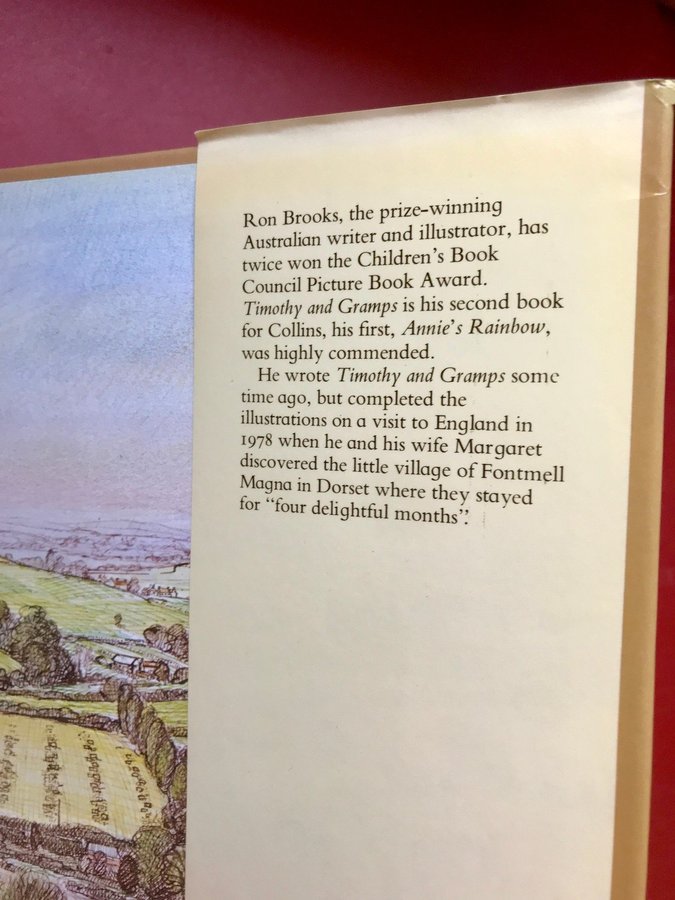 Ron Brooks, the prize-winning
Australian writer and illustrator, has
twice won the Children's Book
Council Picture Book Award.
Timothy and Gramps is his second book
for Collins, his first, Annie's Rainbow,
was highly commended.
He wrote Timothy and Gramps some
time ago, but completed the
illustrations on a visit to England in
1978 when he and his wife Margaret
discovered the little village of Fontmell
Magna in Dorset where they stayed
for “four delightful months”.